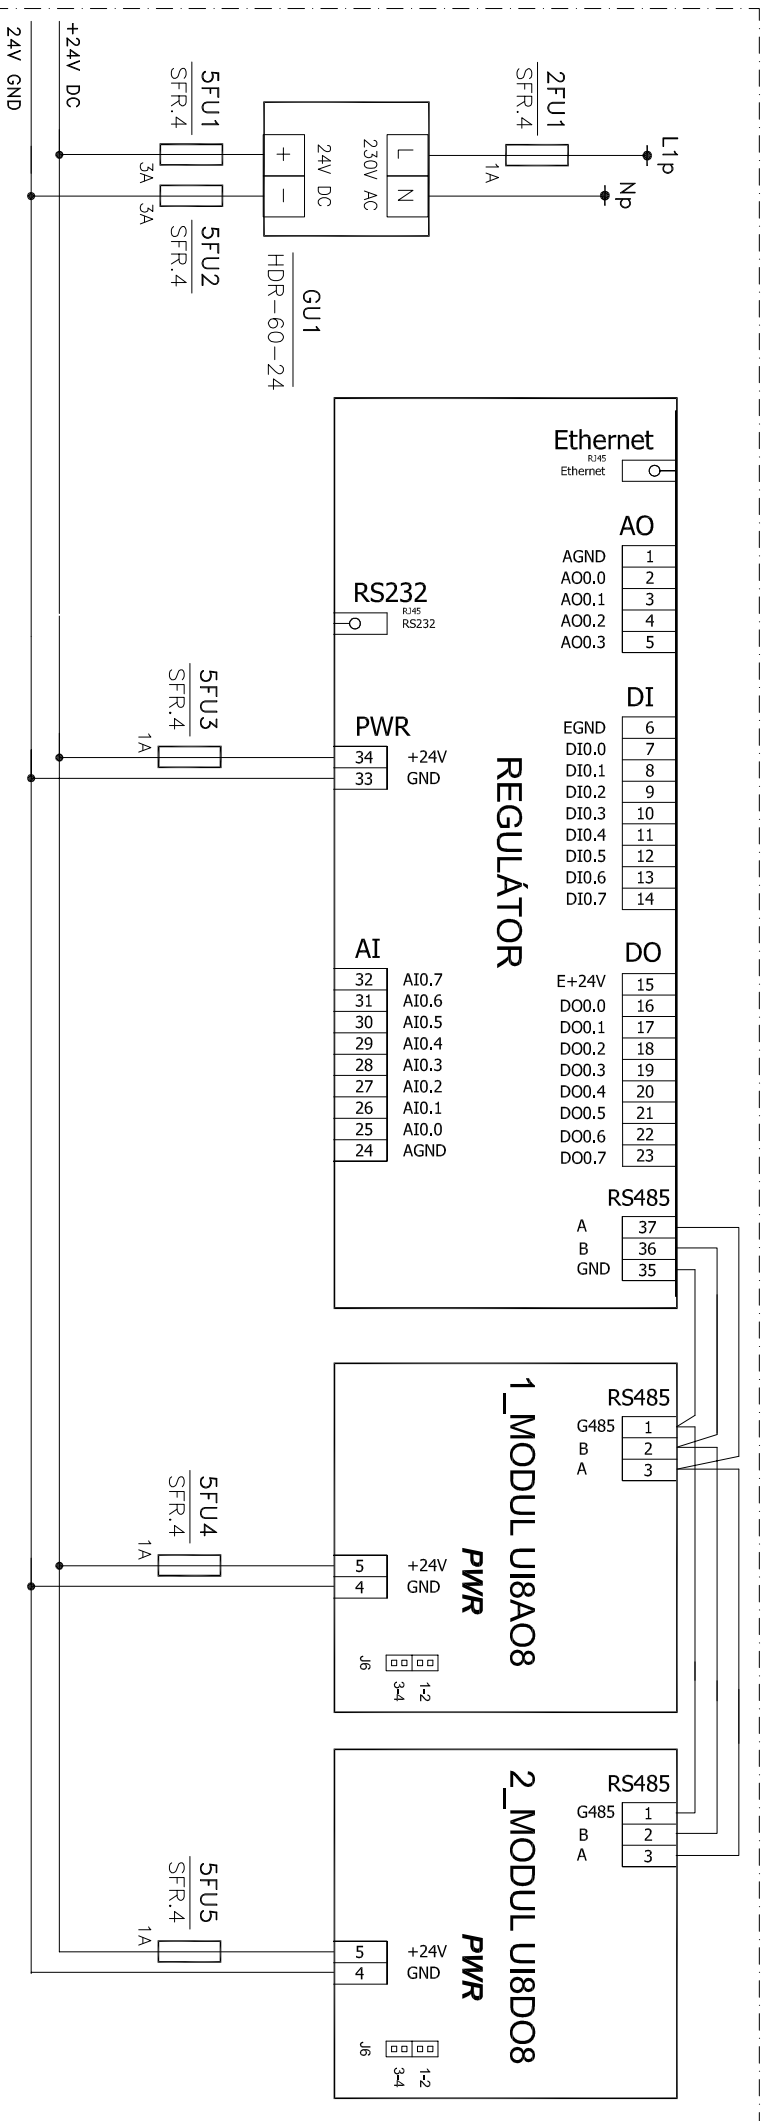 L1p
Np
2FU1
SFR.4
1A
L
N
230V AC
24V DC
+
-
GU1
HDR-60-24
5FU1
SFR.4
3A
3A
5FU2
SFR.4
+24V DC
24V GND
REGULÁTOR
Ethernet
RJ45
Ethernet
AO
AGND 1
AO0.0 2
AO0.1 3
AO0.2 4
AO0.3 5
RS232
RJ45
RS232
DI
EGND 6
DI0.0 7
DI0.1 8
DI0.2 9
DI0.3 10
DI0.4 11
DI0.5 12
DI0.6 13
DI0.7 14
PWR
34 +24V
33 GND
5FU3
SFR.4
1A
DO
E+24V 15
DO0.0 16
DO0.1 17
DO0.2 18
DO0.3 19
DO0.4 20
DO0.5 21
DO0.6 22
DO0.7 23
AI
32 AI0.7
31 AI0.6
30 AI0.5
29 AI0.4
28 AI0.3
27 AI0.2
26 AI0.1
25 AI0.0
24 AGND
RS485
A 37
B 36
GND 35
1_MODUL UI8AO8
RS485
G485 1
B 2
A 3
PWR
5 +24V
4 GND
5FU4
SFR.4
1A
J6
3-4
1-2
2_MODUL UI8DO8
RS485
G485 1
B 2
A 3
PWR
5 +24V
4 GND
5FU5
SFR.4
1A
J6
3-4
1-2